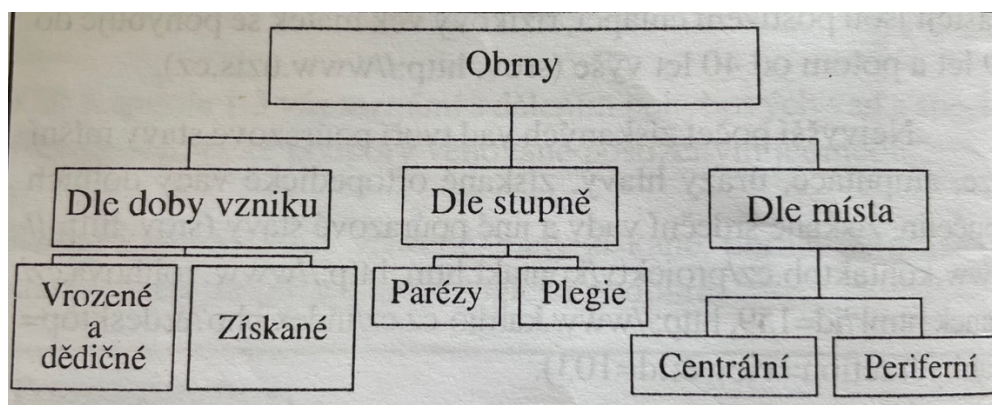 Obrny
Dle doby vzniku
Dle stupně
Dle místa
Vrozené
a
dědičné
Získané
Parézy
Plegie
Centrální
Periferní